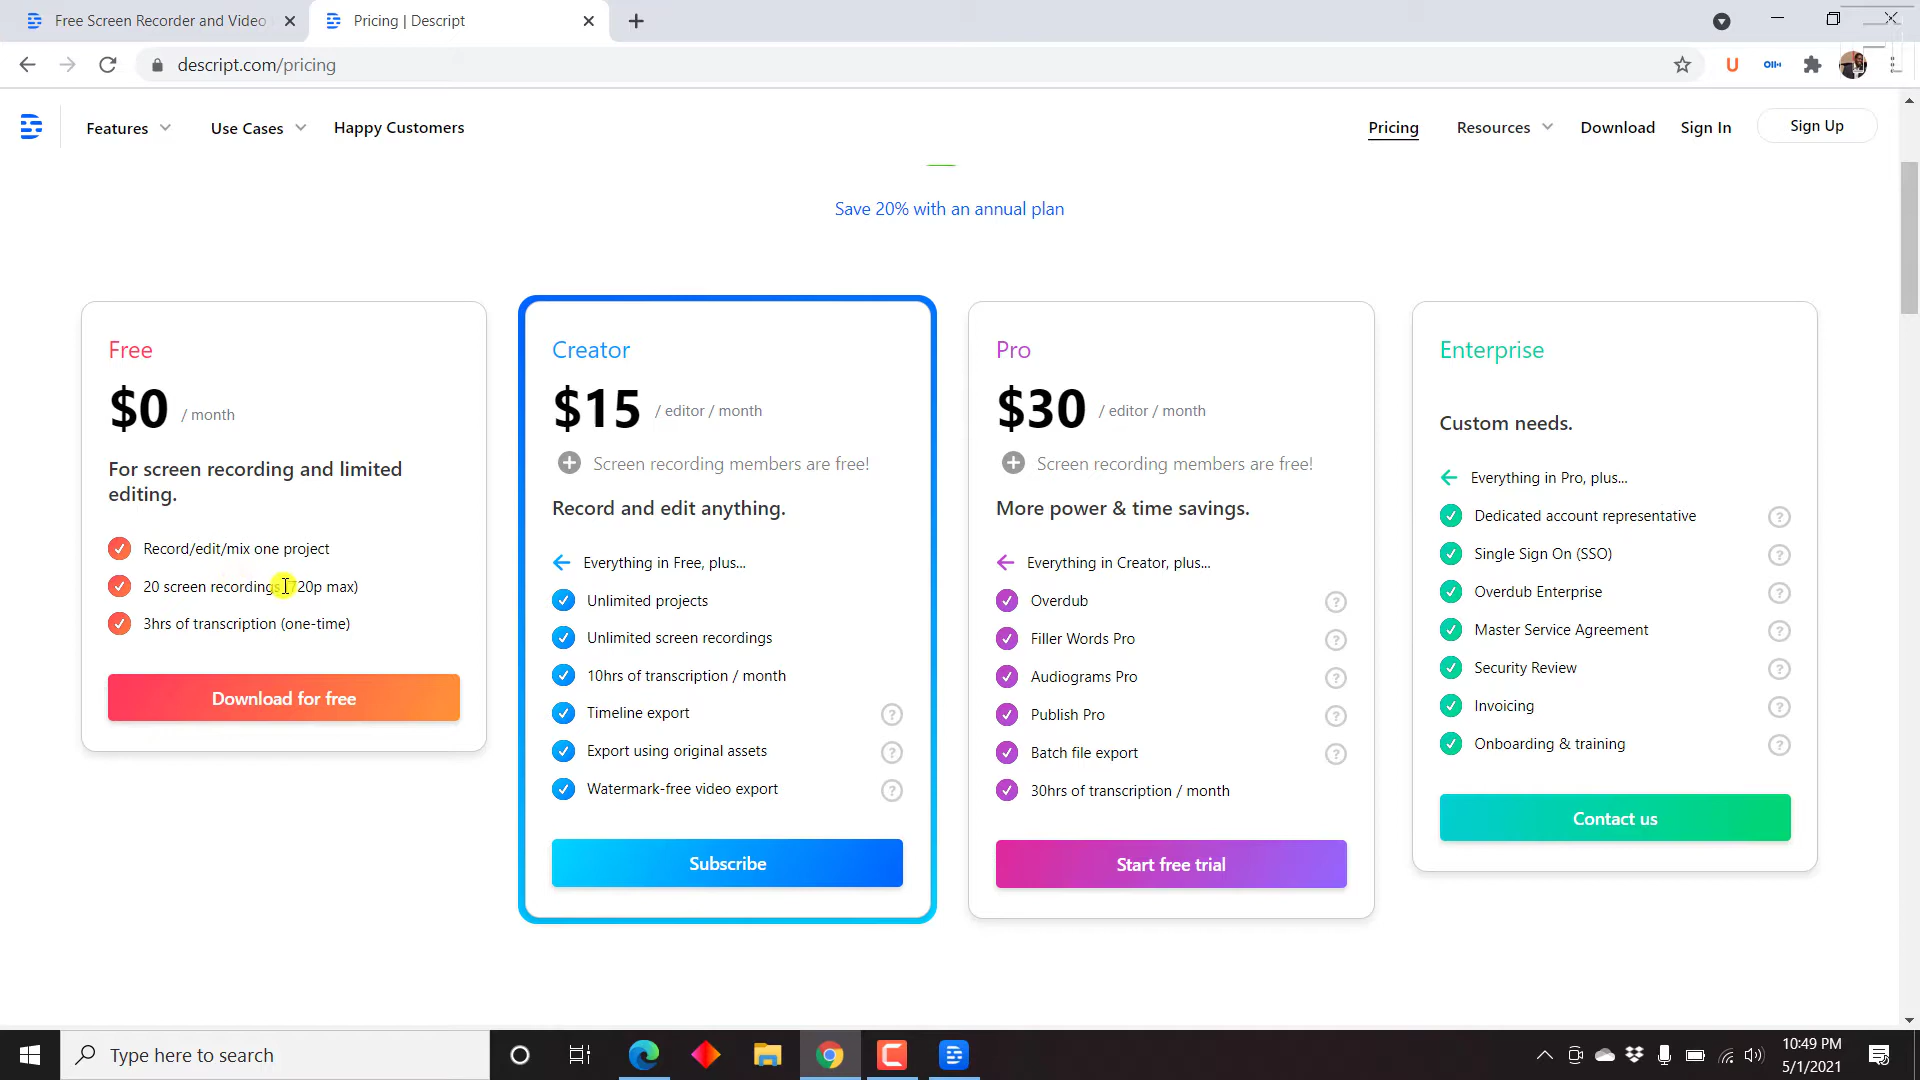 Free Screen Recorder and Video
Pricing | Descript
descript.com/pricing
Features
Use Cases
Happy Customers
Pricing
Resources
Download
Sign In
Sign Up
Save 20% with an annual plan
Free
$0 / month
For screen recording and limited
editing.
Record/edit/mix one project
20 screen recordings (720p max)
3hrs of transcription (one-time)
Download for free
Creator
$15 / editor / month
Screen recording members are free!
Record and edit anything.
Everything in Free, plus...
Unlimited projects
Unlimited screen recordings
10hrs of transcription / month
Timeline export
?
Export using original assets
?
Watermark-free video export
?
Subscribe
Pro
$30 / editor / month
Screen recording members are free!
More power & time savings.
Everything in Creator, plus...
Overdub
?
Filler Words Pro
?
Audiograms Pro
?
Publish Pro
?
Batch file export
?
30hrs of transcription / month
Start free trial
Enterprise
Custom needs.
Everything in Pro, plus...
Dedicated account representative
?
Single Sign On (SSO)
?
Overdub Enterprise
?
Master Service Agreement
?
Security Review
?
Invoicing
?
Onboarding & training
?
Contact us
Type here to search
10:49 PM
5/1/2021